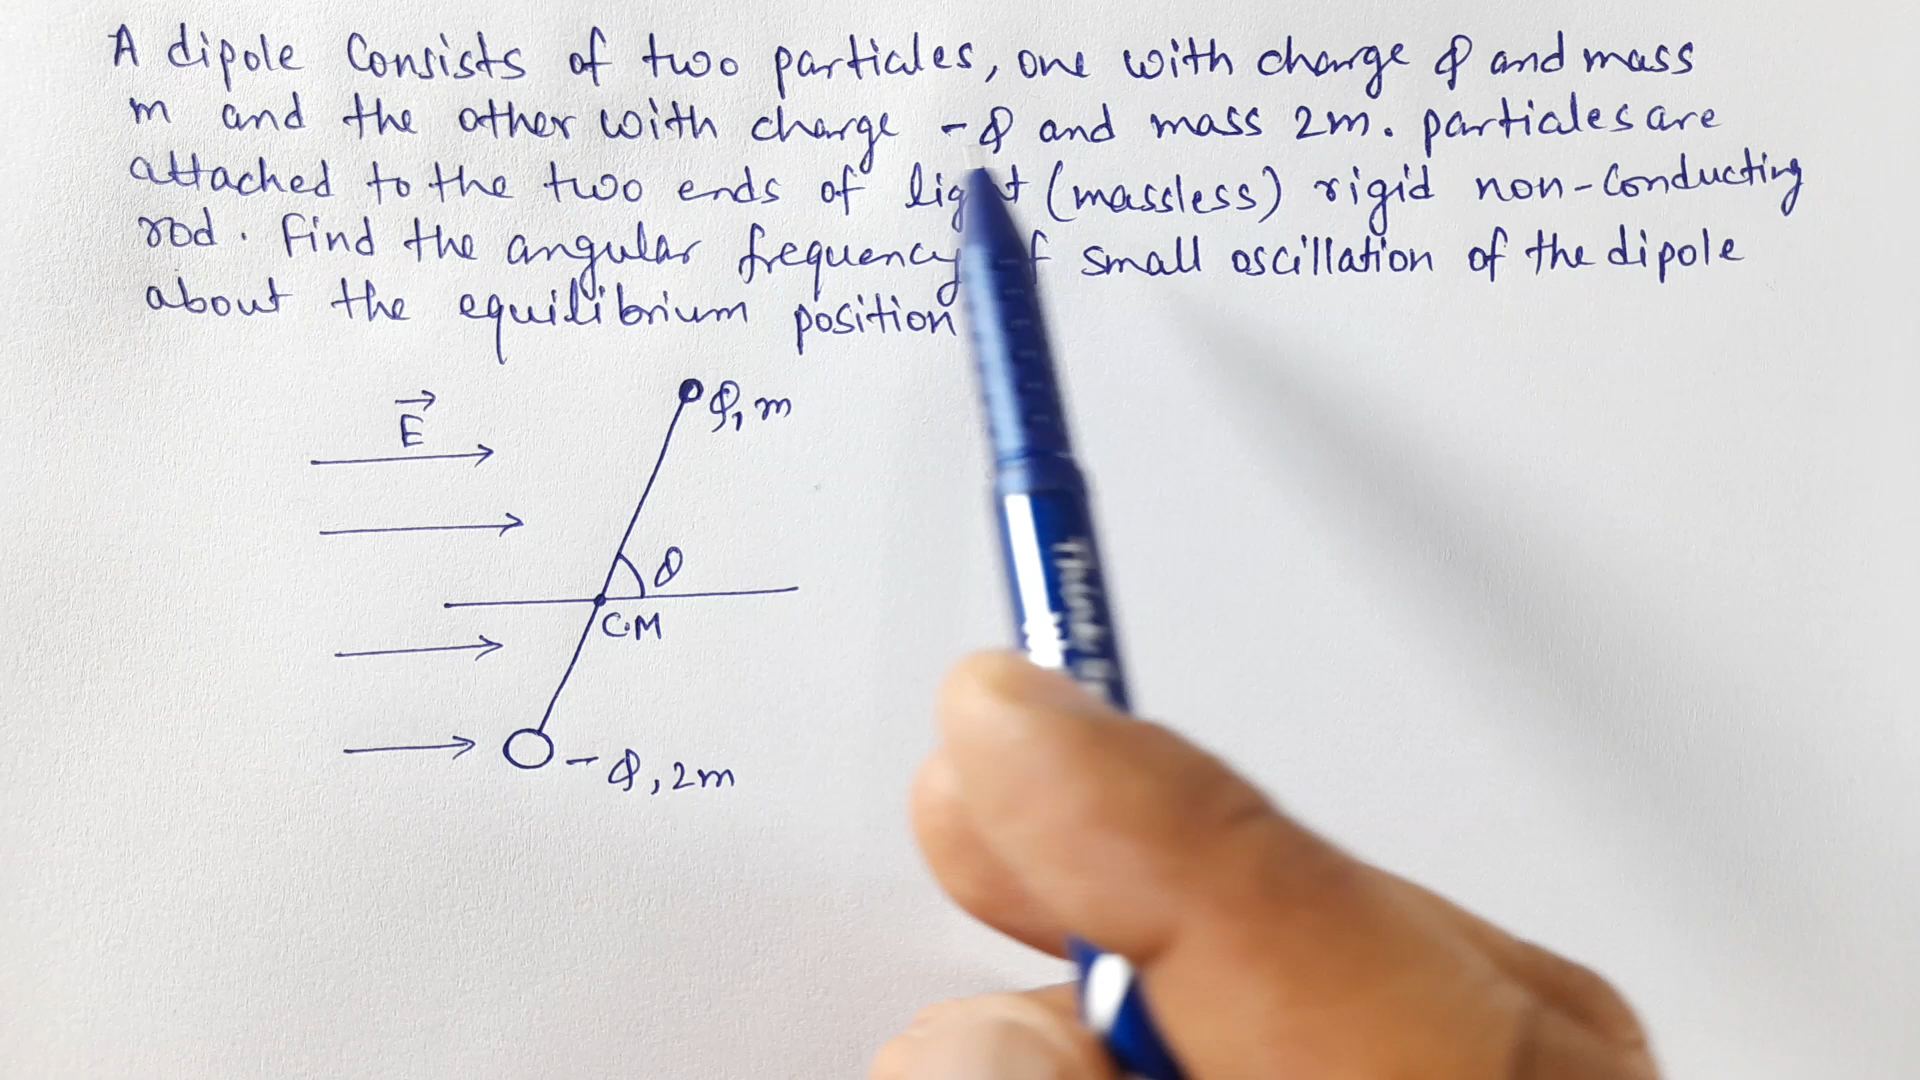 A dipole Consists of two particles, one with charge Q and mass
m and the other with charge -Q and mass 2m. particles are
attached to the two ends of light (massless) rigid non-Conducting
rod. Find the angular frequency of small oscillation of the dipole
about the equilibrium position
E
Q, m
θ
C.M
-Q, 2m